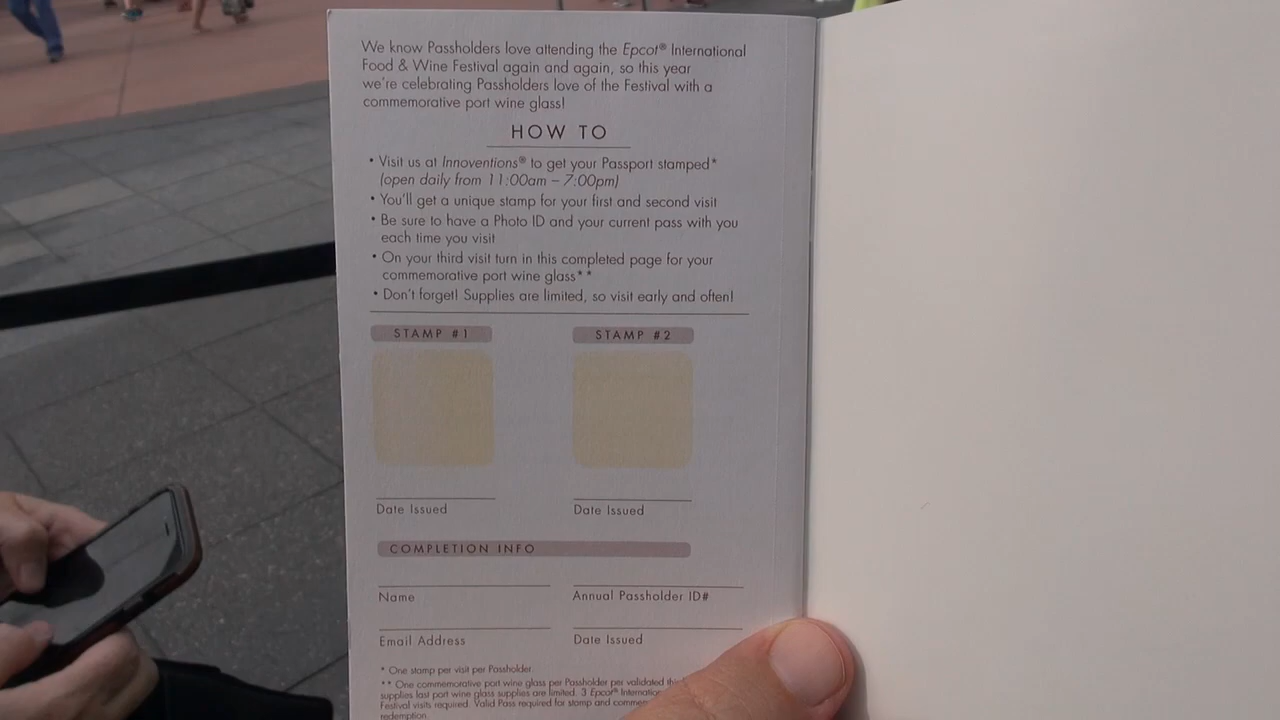 We know Passholders love attending the Epcot® International
Food & Wine Festival again and again, so this year
we're celebrating Passholders love of the Festival with a
commemorative port wine glass!
HOW TO
• Visit us at Innoventions® to get your Passport stamped*
(open daily from 11:00am – 7:00pm)
• You'll get a unique stamp for your first and second visit
• Be sure to have a Photo ID and your current pass with you
each time you visit
• On your third visit turn in this completed page for your
commemorative port wine glass**
• Don't forget! Supplies are limited, so visit early and often!
STAMP #1 STAMP #2
Date Issued Date Issued
COMPLETION INFO
Name Annual Passholder ID#
Email Address Date Issued
* One stamp per visit per Passholder.
** One commemorative port wine glass per Passholder per validated
supplies last port wine glass supplies are limited. 3 Epcot®
Festival visits required. Valid Pass required for stamp and
redemption.